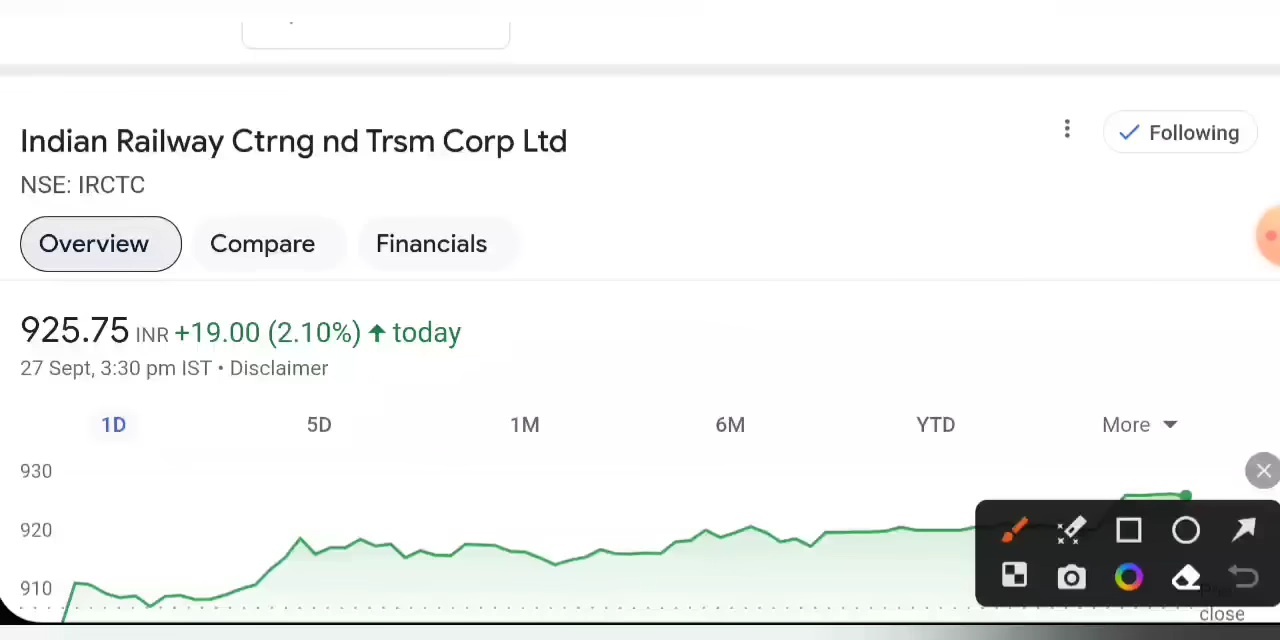 Indian Railway Ctrng nd Trsm Corp Ltd
Following
NSE: IRCTC
Overview
Compare
Financials
925.75 INR +19.00 (2.10%) ↑ today
27 Sept, 3:30 pm IST • Disclaimer
1D
5D
1M
6M
YTD
More
930
920
910
close